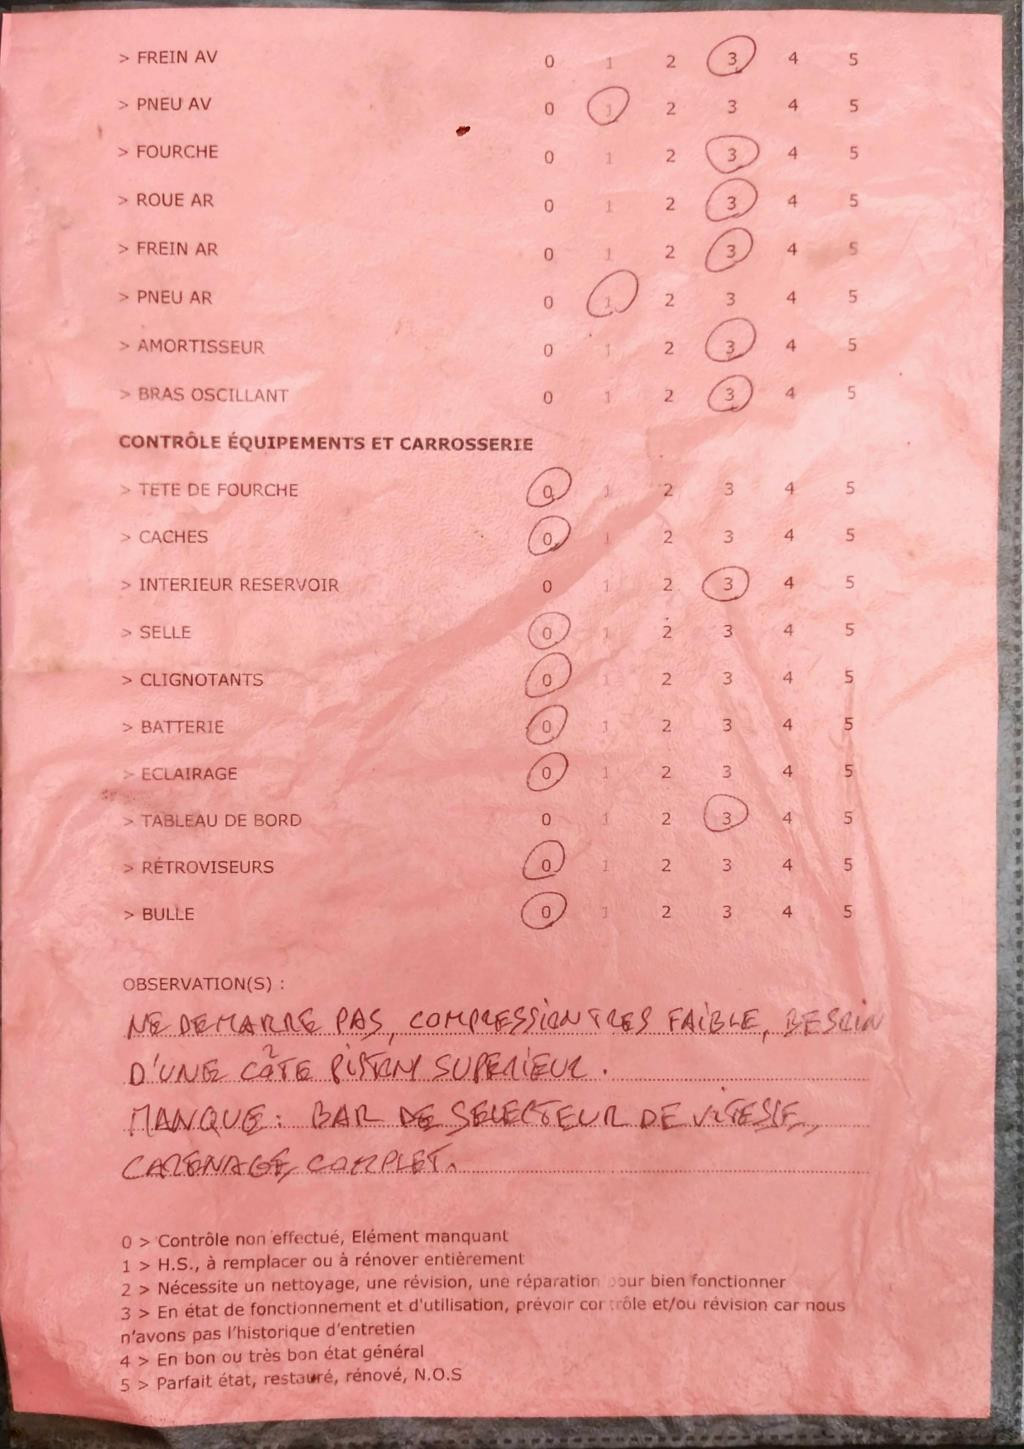 > FREIN AV 0 1 2 3 4 5
> PNEU AV 0 1 2 3 4 5
> FOURCHE 0 1 2 3 4 5
> ROUE AR 0 1 2 3 4 5
> FREIN AR 0 1 2 3 4 5
> PNEU AR 0 1 2 3 4 5
> AMORTISSEUR 0 1 2 3 4 5
> BRAS OSCILLANT 0 1 2 3 4 5
CONTRÔLE ÉQUIPEMENTS ET CARROSSERIE
> TETE DE FOURCHE 0 1 2 3 4 5
> CACHES 0 1 2 3 4 5
> INTERIEUR RESERVOIR 0 1 2 3 4 5
> SELLE 0 1 2 3 4 5
> CLIGNOTANTS 0 1 2 3 4 5
> BATTERIE 0 1 2 3 4 5
> ECLAIRAGE 0 1 2 3 4 5
> TABLEAU DE BORD 0 1 2 3 4 5
> RÉTROVISEURS 0 1 2 3 4 5
> BULLE 0 1 2 3 4 5
OBSERVATION(S) :
NE DEMARRE PAS, COMPRESSION TRES FAIBLE, BESOIN
D'UNE CÔTE PISTON SUPERIEUR.
MANQUE: BAR DE SELECTEUR DE VITESSE,
CARENAGE COMPLET.
0 > Contrôle non effectué, Elément manquant
1 > H.S., à remplacer ou à rénover entièrement
2 > Nécessite un nettoyage, une révision, une réparation pour bien fonctionner
3 > En état de fonctionnement et d'utilisation, prévoir contrôle et/ou révision car nous
n'avons pas l'historique d'entretien
4 > En bon ou très bon état général
5 > Parfait état, restauré, rénové, N.O.S